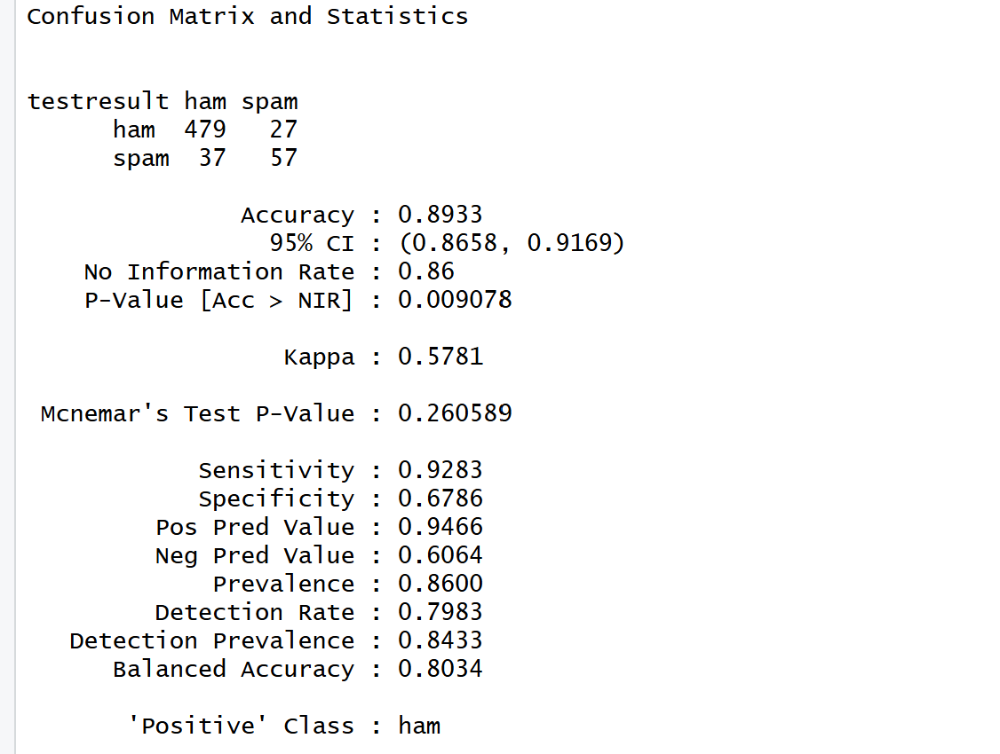 Confusion Matrix and Statistics
testresult ham spam
ham 479 27
spam 37 57
Accuracy : 0.8933
95% CI : (0.8658, 0.9169)
No Information Rate : 0.86
P-Value [Acc > NIR] : 0.009078
Kappa : 0.5781
Mcnemar's Test P-Value : 0.260589
Sensitivity : 0.9283
Specificity : 0.6786
Pos Pred Value : 0.9466
Neg Pred Value : 0.6064
Prevalence : 0.8600
Detection Rate : 0.7983
Detection Prevalence : 0.8433
Balanced Accuracy : 0.8034
'Positive' Class : ham